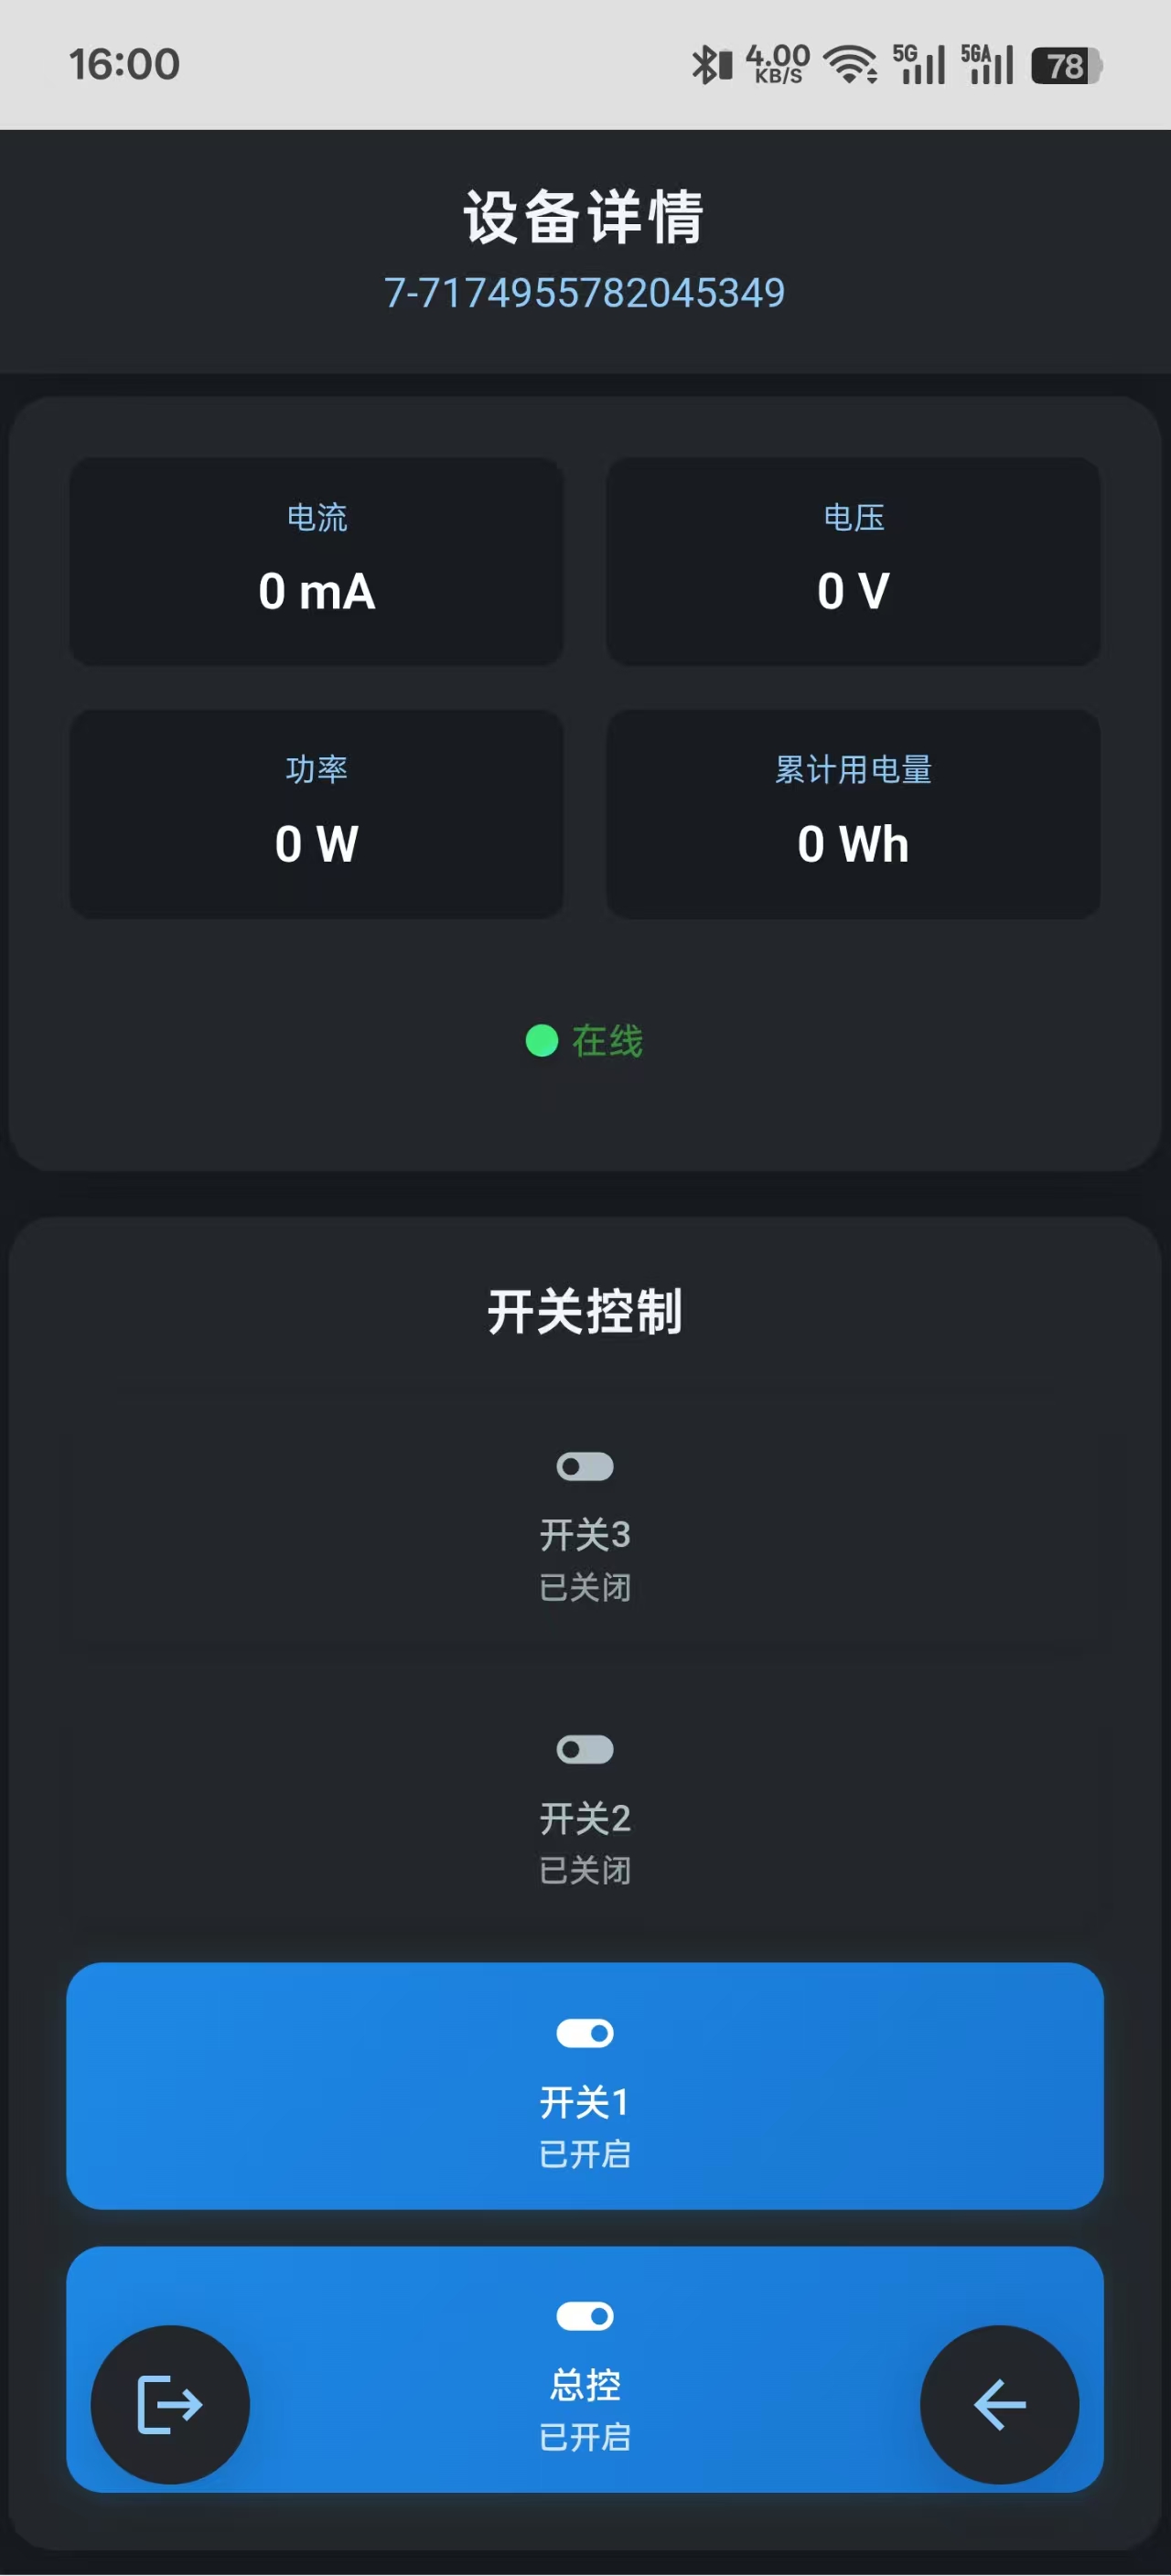 16:00
4.00 KB/S 5G 5GA 78
设备详情
7-7174955782045349
电流
0 mA
电压
0 V
功率
0 W
累计用电量
0 Wh
在线
开关控制
开关3
已关闭
开关2
已关闭
开关1
已开启
总控
已开启